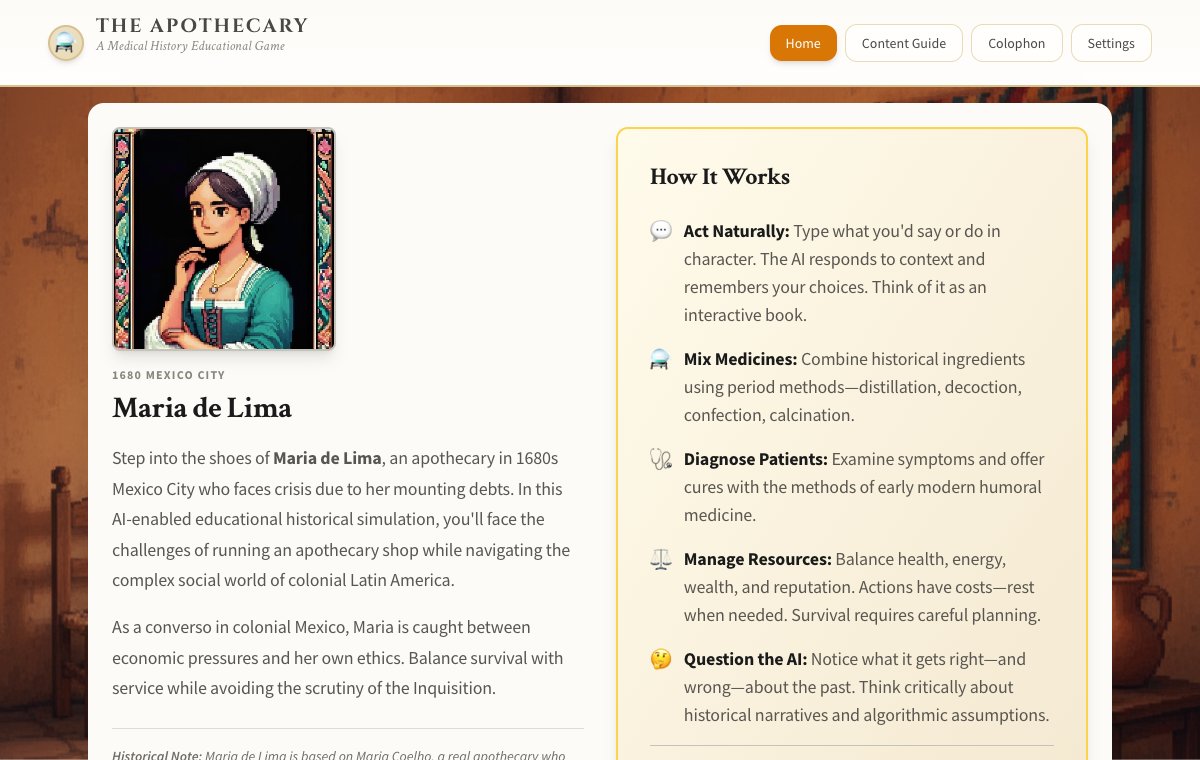 THE APOTHECARY
A Medical History Educational Game
Home
Content Guide
Colophon
Settings
1680 MEXICO CITY
Maria de Lima
Step into the shoes of Maria de Lima, an apothecary in 1680s
Mexico City who faces crisis due to her mounting debts. In this
AI-enabled educational historical simulation, you'll face the
challenges of running an apothecary shop while navigating the
complex social world of colonial Latin America.
As a converso in colonial Mexico, Maria is caught between
economic pressures and her own ethics. Balance survival with
service while avoiding the scrutiny of the Inquisition.
Historical Note: Maria de Lima is based on Maria Coelho, a real apothecary who
How It Works
Act Naturally: Type what you'd say or do in
character. The AI responds to context and
remembers your choices. Think of it as an
interactive book.
Mix Medicines: Combine historical ingredients
using period methods—distillation, decoction,
confection, calcination.
Diagnose Patients: Examine symptoms and offer
cures with the methods of early modern humoral
medicine.
Manage Resources: Balance health, energy,
wealth, and reputation. Actions have costs—rest
when needed. Survival requires careful planning.
Question the AI: Notice what it gets right—and
wrong—about the past. Think critically about
historical narratives and algorithmic assumptions.